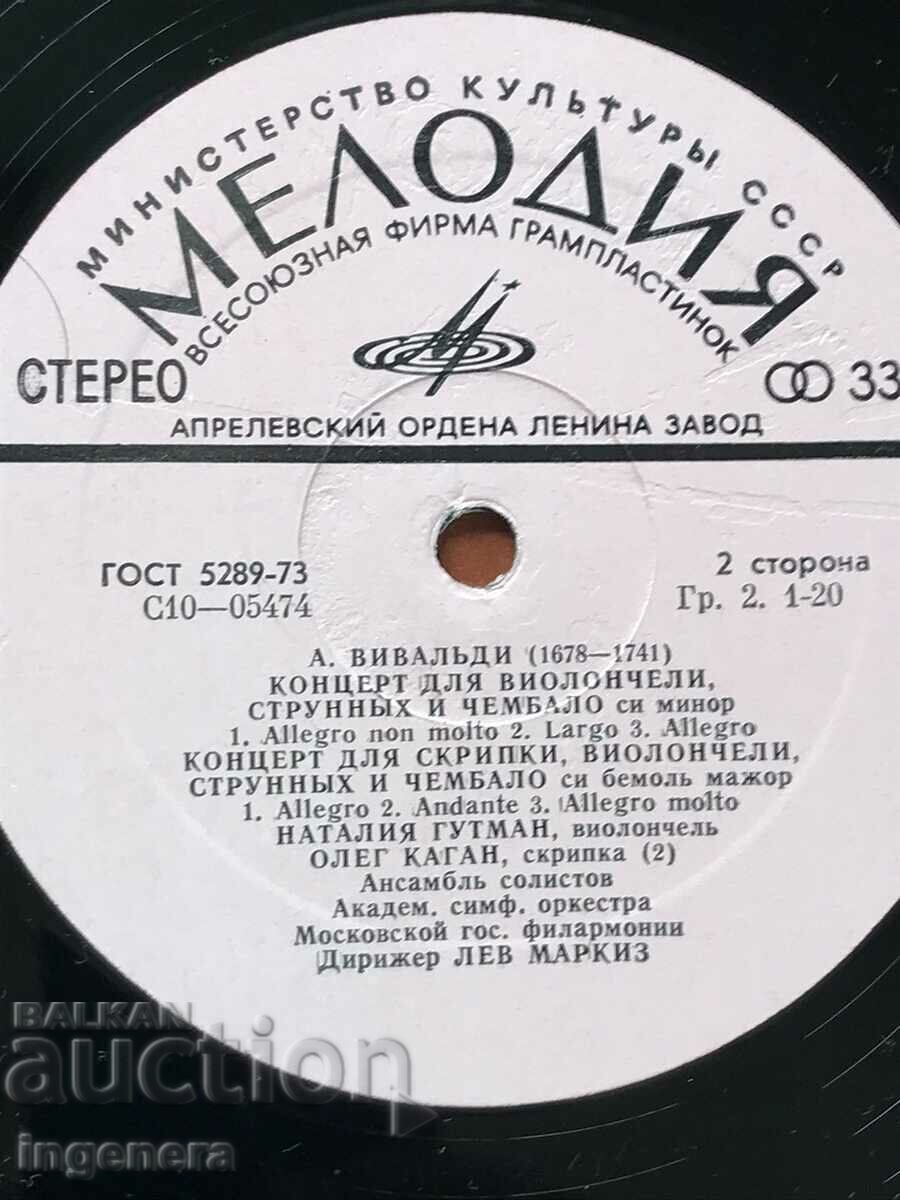 МИНИСТЕРСТВО КУЛЬТУРЫ СССР
МЕЛОДИЯ
ВСЕСОЮЗНАЯ ФИРМА ГРАМПЛАСТИНОК
СТЕРЕО
33
АПРЕЛЕВСКИЙ ОРДЕНА ЛЕНИНА ЗАВОД
ГОСТ 5289-73
С10—05474
2 сторона
Гр. 2. 1-20
А. ВИВАЛЬДИ (1678—1741)
КОНЦЕРТ ДЛЯ ВИОЛОНЧЕЛИ,
СТРУННЫХ И ЧЕМБАЛО си минор
1. Allegro non molto 2. Largo 3. Allegro
КОНЦЕРТ ДЛЯ СКРИПКИ, ВИОЛОНЧЕЛИ,
СТРУННЫХ И ЧЕМБАЛО си бемоль мажор
1. Allegro 2. Andante 3. Allegro molto
НАТАЛИЯ ГУТМАН, виолончель
ОЛЕГ КАГАН, скрипка (2)
Ансамбль солистов
Академ. симф. оркестра
Московской гос. филармонии
Дирижер ЛЕВ МАРКИЗ
BALKAN
auction
ingenera